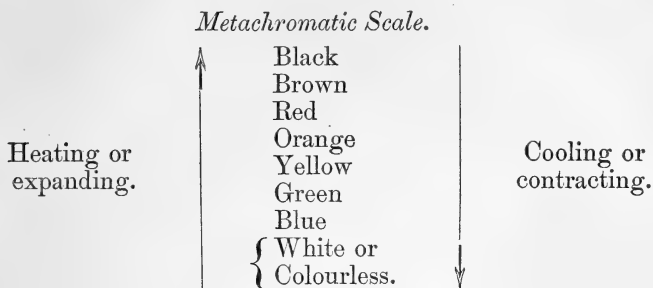 Metachromatic Scale.
Black
Brown
Red
Orange
Yellow
Green
Blue
{ White or
{ Colourless.
Heating or
expanding.
Cooling or
contracting.